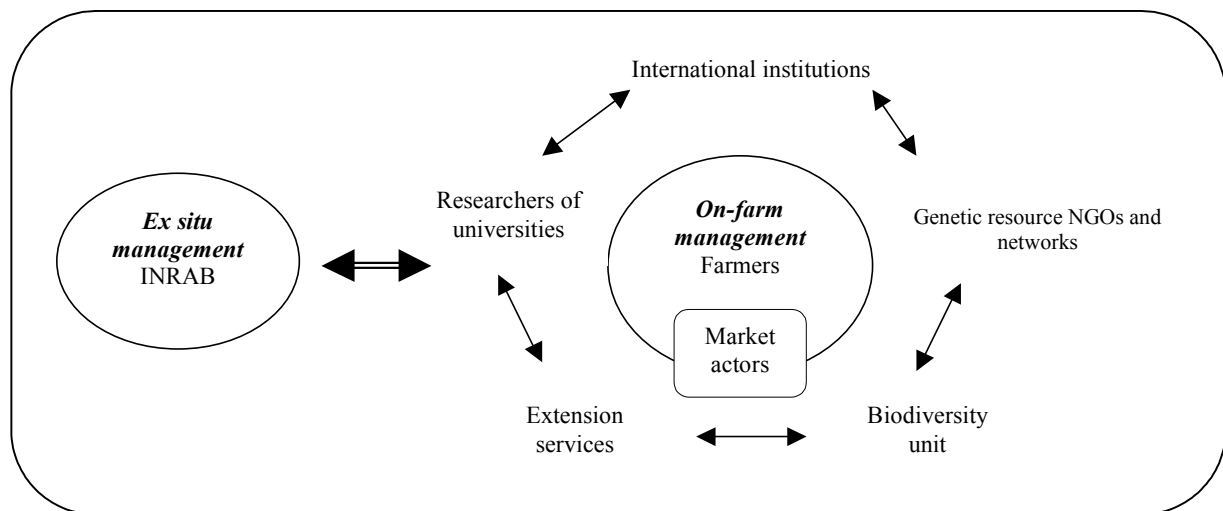 International institutions
Ex situ
management
INRAB
Researchers of
universities
On-farm
management
Farmers
Genetic resource NGOs and
networks
Market
actors
Extension
services
Biodiversity
unit